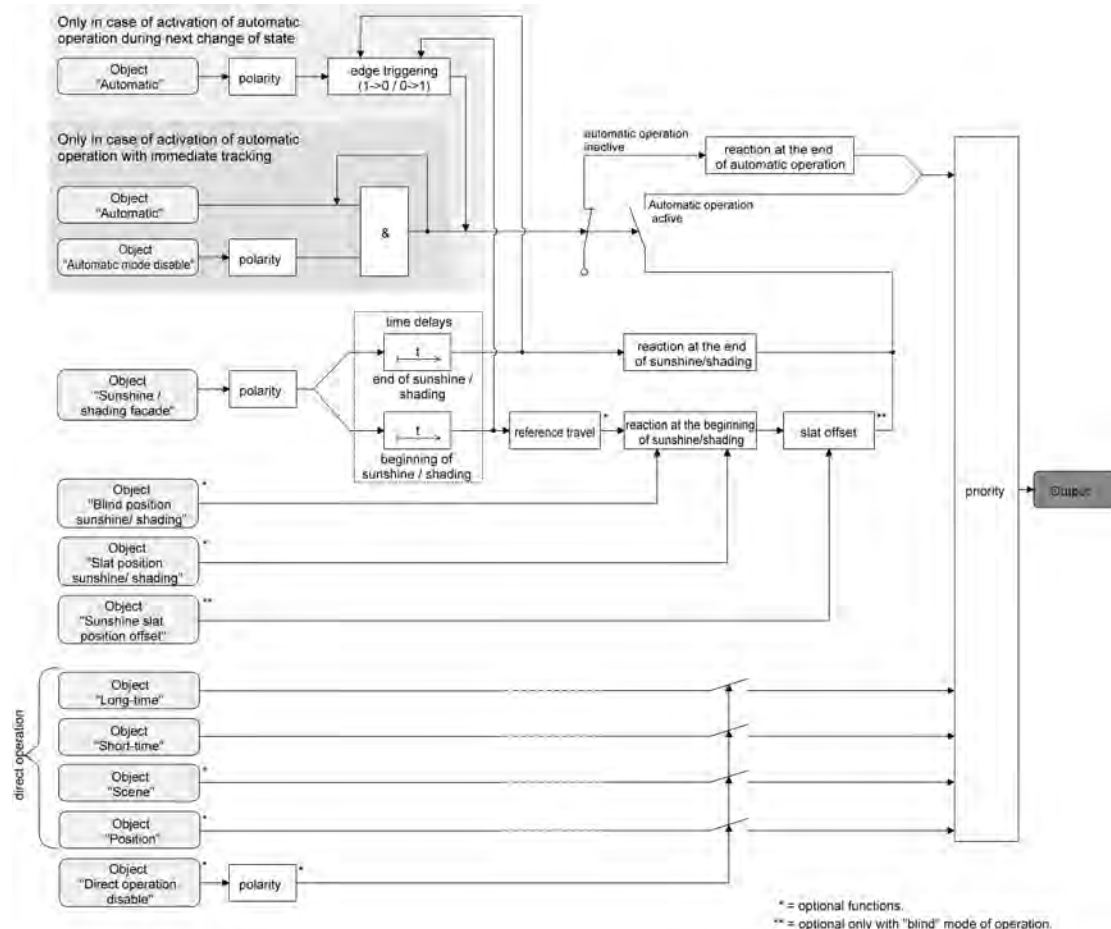 Only in case of activation of automatic
operation during next change of state
Object
"Automatic"
polarity
edge triggering
(1->0 / 0->1)
Only in case of activation of automatic
operation with immediate tracking
Object
"Automatic"
Object
"Automatic mode disable"
polarity
&
automatic operation
inactive
reaction at the end
of automatic operation
Automatic operation
active
time delays
t
end of sunshine /
shading
reaction at the end
of sunshine/shading
Object
"Sunshine /
shading facade"
polarity
t
beginning of
sunshine / shading
reference travel
*
reaction at the beginning
of sunshine/shading
slat offset
**
Object
"Blind position
sunshine/ shading"
*
Object
"Slat position
sunshine/ shading"
*
Object
"Sunshine slat
position offset"
**
priority
Output
direct operation
Object
"Long-time"
Object
"Short-time"
Object
"Scene"
*
Object
"Position"
*
Object
"Direct operation
disable"
*
polarity
*
* = optional functions.
** = optional only with "blind" mode of operation.